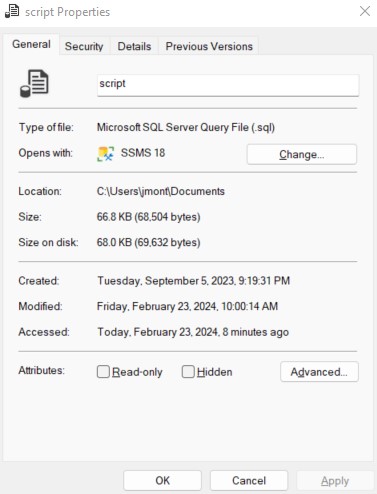 script Properties
General Security Details Previous Versions
script
Type of file: Microsoft SQL Server Query File (.sql)
Opens with: SSMS 18 Change...
Location: C:\Users\jmont\Documents
Size: 66.8 KB (68,504 bytes)
Size on disk: 68.0 KB (69,632 bytes)
Created: Tuesday, September 5, 2023, 9:19:31 PM
Modified: Friday, February 23, 2024, 10:00:14 AM
Accessed: Today, February 23, 2024, 8 minutes ago
Attributes: Read-only Hidden Advanced...
OK Cancel Apply